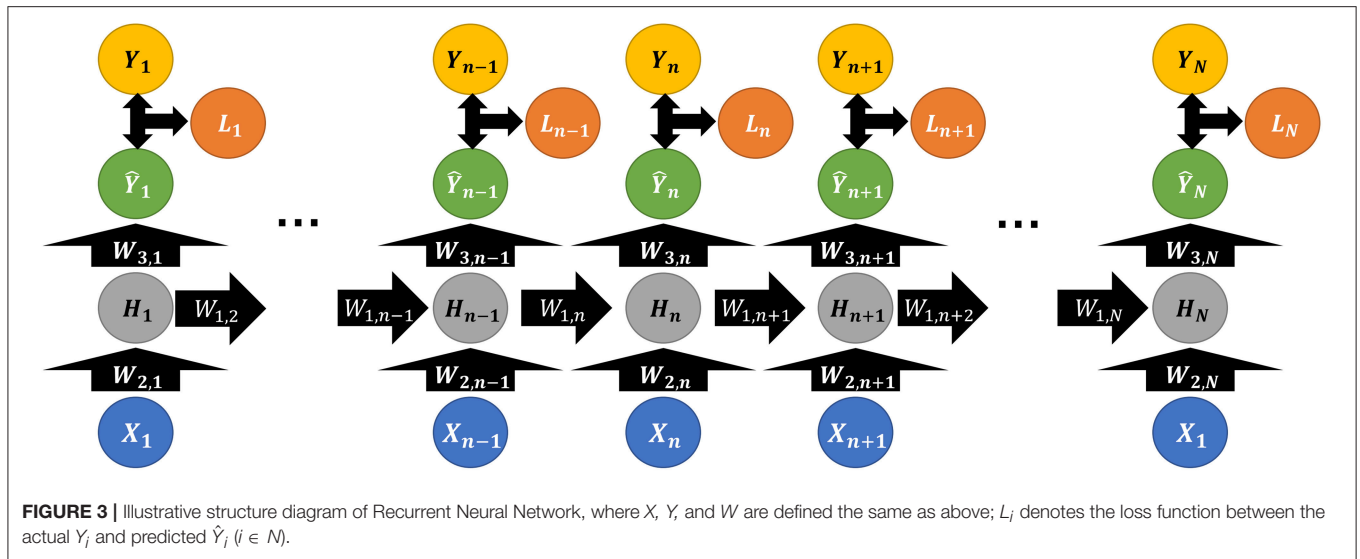 Y₁ Yₙ₋₁ Yₙ Yₙ₊₁ Y_N
L₁ Lₙ₋₁ Lₙ Lₙ₊₁ L_N
Ŷ₁ Ŷₙ₋₁ Ŷₙ Ŷₙ₊₁ Ŷ_N
... ...
W₃,₁ W₃,ₙ₋₁ W₃,ₙ W₃,ₙ₊₁ W₃,N
H₁ W₁,₂ W₁,ₙ₋₁ Hₙ₋₁ W₁,ₙ Hₙ W₁,ₙ₊₁ Hₙ₊₁ W₁,ₙ₊₂ W₁,N H_N
W₂,₁ W₂,ₙ₋₁ W₂,ₙ W₂,ₙ₊₁ W₂,N
X₁ Xₙ₋₁ Xₙ Xₙ₊₁ X₁
FIGURE 3 | Illustrative structure diagram of Recurrent Neural Network, where X, Y, and W are defined the same as above; Lᵢ denotes the loss function between the
actual Yᵢ and predicted Ŷᵢ (i ∈ N).